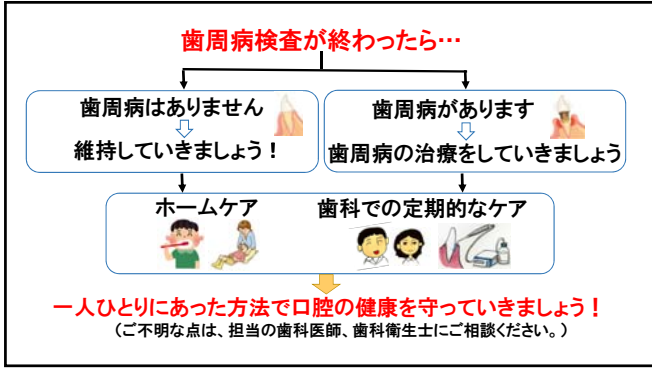 歯周病検査が終わったら…
歯周病はありません
維持していきましょう！
歯周病があります
歯周病の治療をしていきましょう
ホームケア
歯科での定期的なケア
一人ひとりにあった方法で口腔の健康を守っていきましょう！
（ご不明な点は、担当の歯科医師、歯科衛生士にご相談ください。）